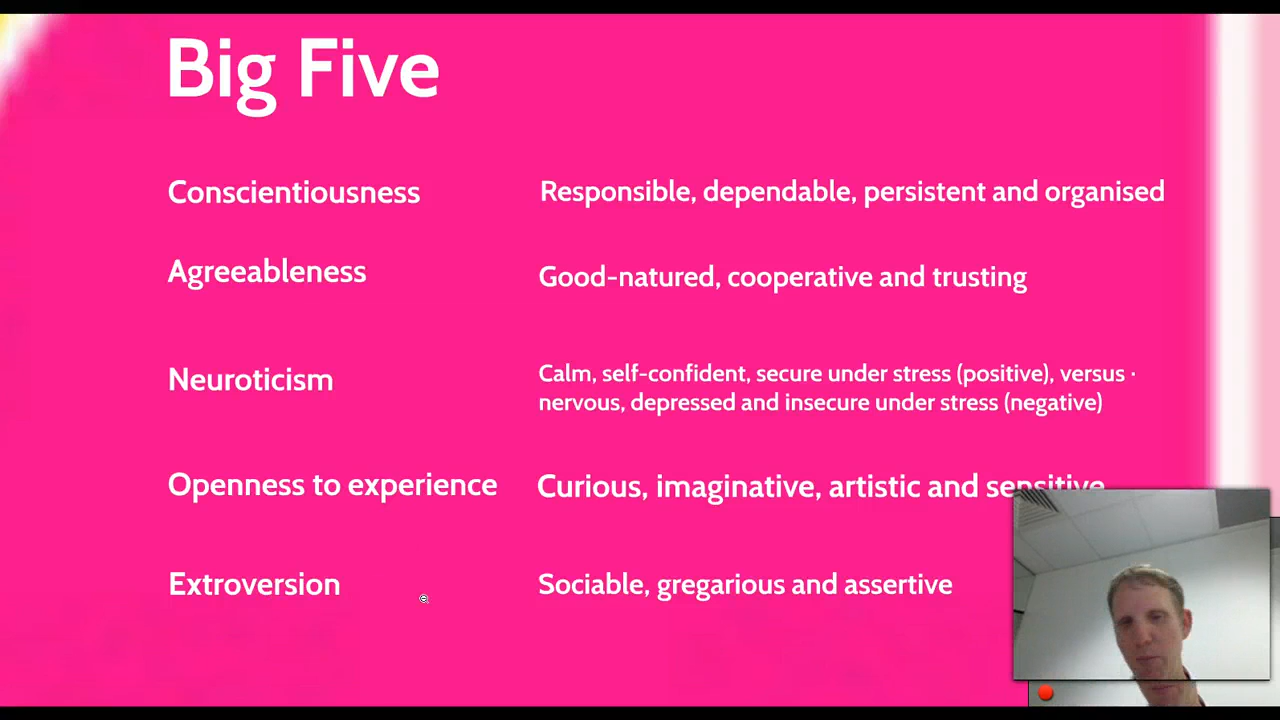 Big Five
Conscientiousness
Responsible, dependable, persistent and organised
Agreeableness
Good-natured, cooperative and trusting
Neuroticism
Calm, self-confident, secure under stress (positive), versus ·
nervous, depressed and insecure under stress (negative)
Openness to experience
Curious, imaginative, artistic and sensitive
Extroversion
Sociable, gregarious and assertive